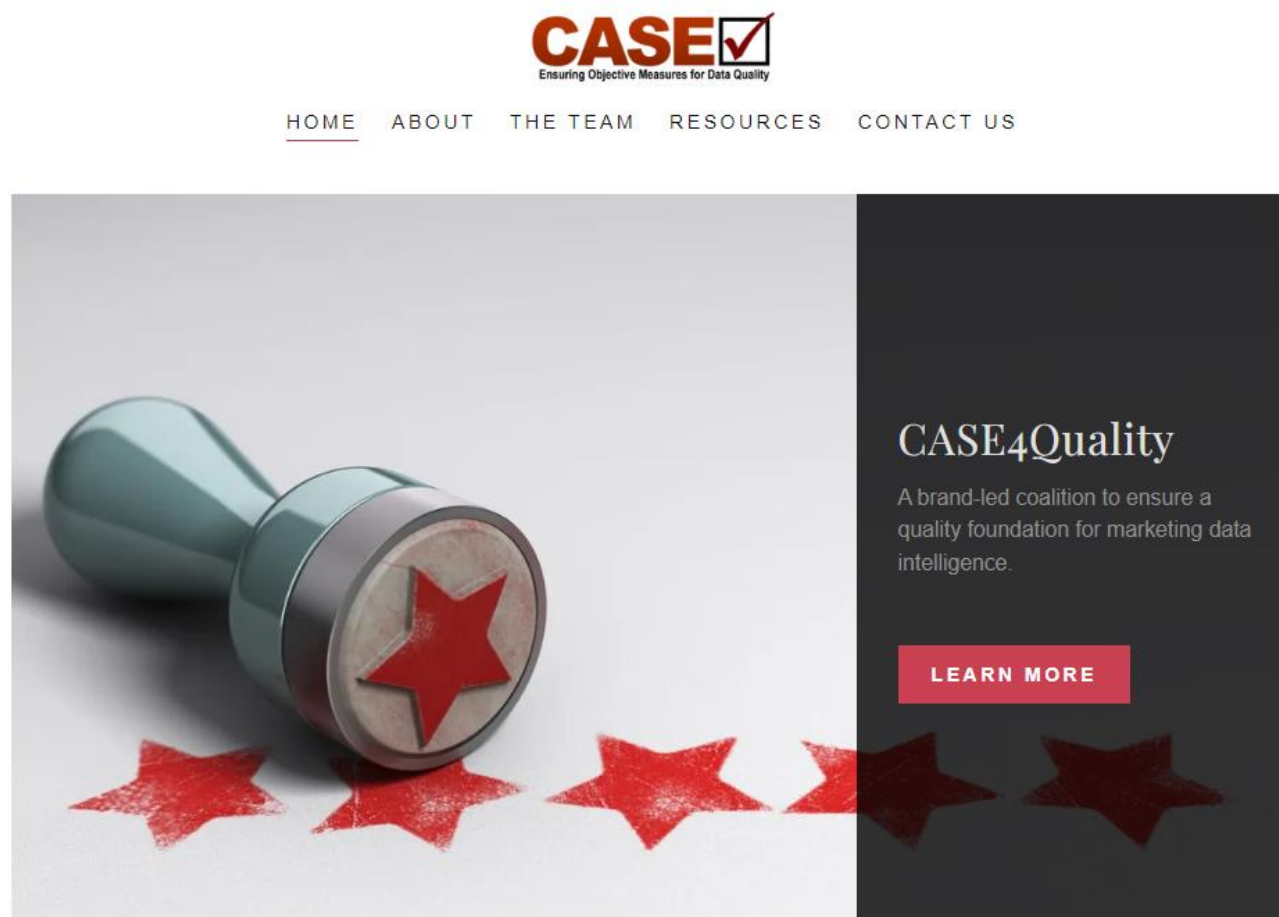 CASE
Ensuring Objective Measures for Data Quality
HOME ABOUT THE TEAM RESOURCES CONTACT US
CASE4Quality
A brand-led coalition to ensure a
quality foundation for marketing data
intelligence.
LEARN MORE